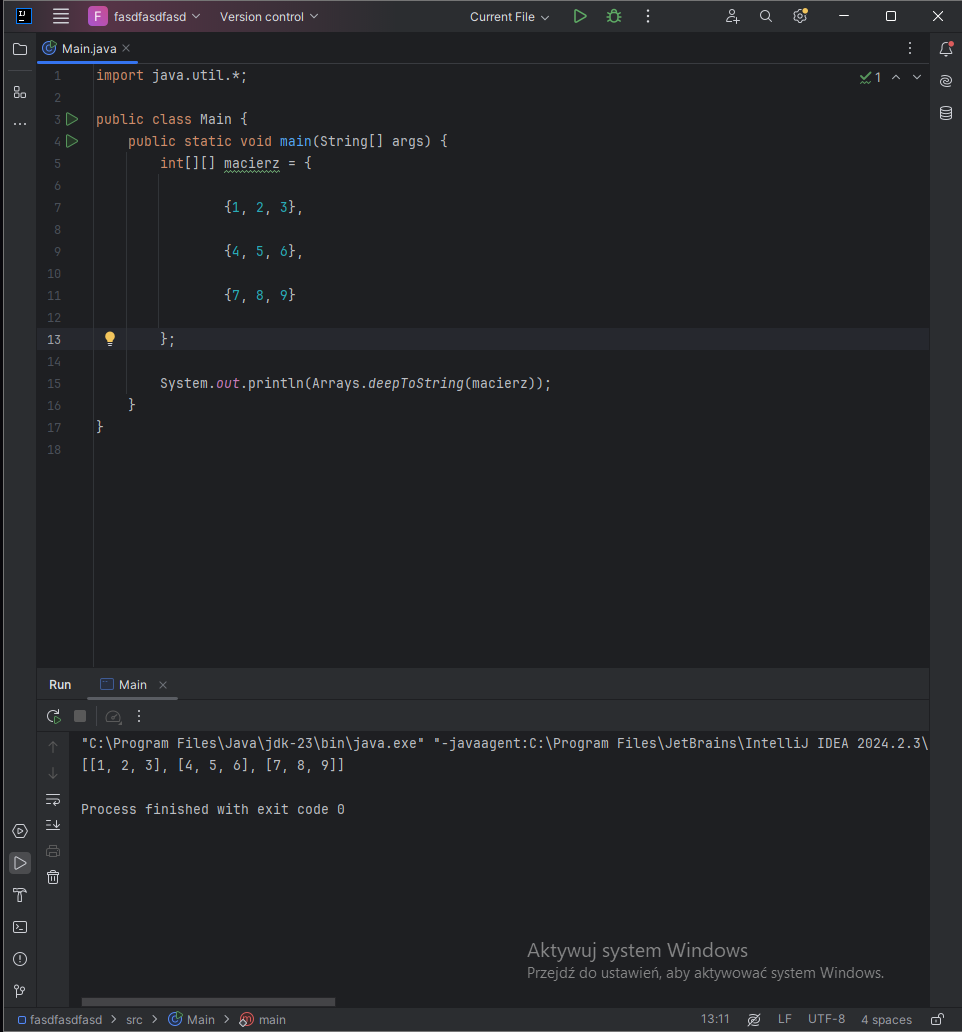 F fasdfasdfasd Version control Current File
Main.java
1 import java.util.*;
2
3 public class Main {
4 public static void main(String[] args) {
5 int[][] macierz = {
6
7 {1, 2, 3},
8
9 {4, 5, 6},
10
11 {7, 8, 9}
12
13 };
14
15 System.out.println(Arrays.deepToString(macierz));
16 }
17 }
18
1
Run Main
"C:\Program Files\Java\jdk-23\bin\java.exe" "-javaagent:C:\Program Files\JetBrains\IntelliJ IDEA 2024.2.3\
[[1, 2, 3], [4, 5, 6], [7, 8, 9]]
Process finished with exit code 0
Aktywuj system Windows
Przejdź do ustawień, aby aktywować system Windows.
fasdfasdfasd > src > Main > main 13:11 LF UTF-8 4 spaces